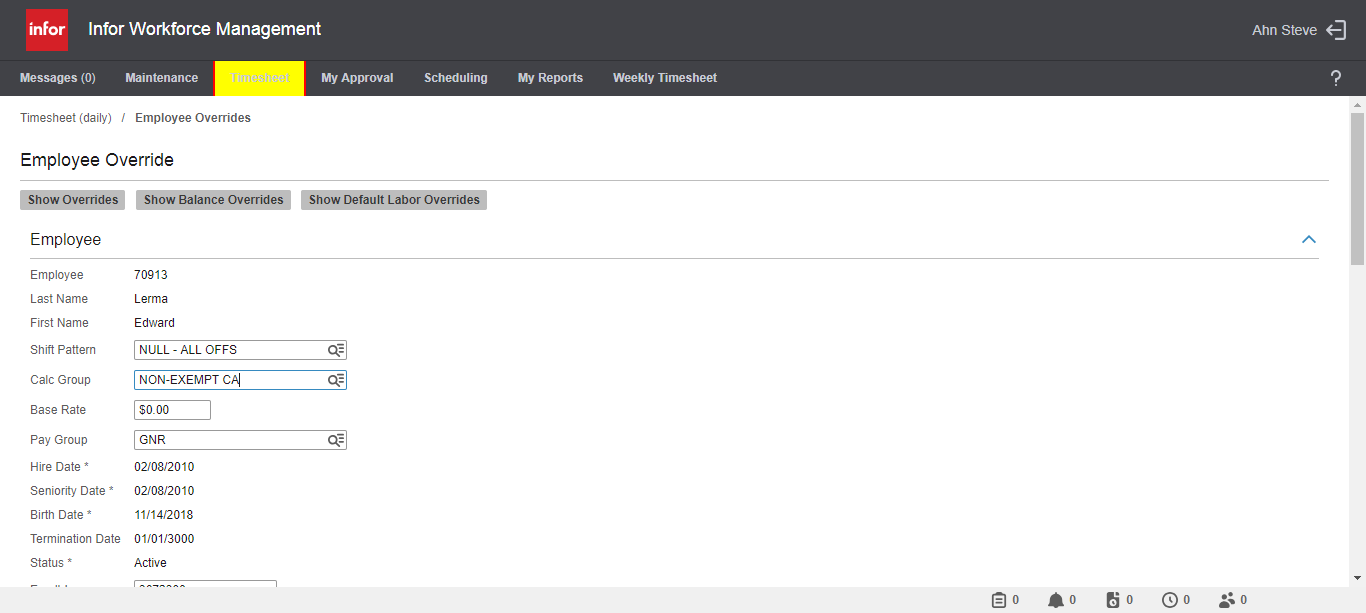 infor Infor Workforce Management Ahn Steve
Messages (0) Maintenance Timesheet My Approval Scheduling My Reports Weekly Timesheet ?
Timesheet (daily) / Employee Overrides
Employee Override
Show Overrides Show Balance Overrides Show Default Labor Overrides
Employee
Employee 70913
Last Name Lerma
First Name Edward
Shift Pattern NULL - ALL OFFS
Calc Group NON-EXEMPT CA
Base Rate $0.00
Pay Group GNR
Hire Date * 02/08/2010
Seniority Date * 02/08/2010
Birth Date * 11/14/2018
Termination Date 01/01/3000
Status * Active
0 0 0 0 0